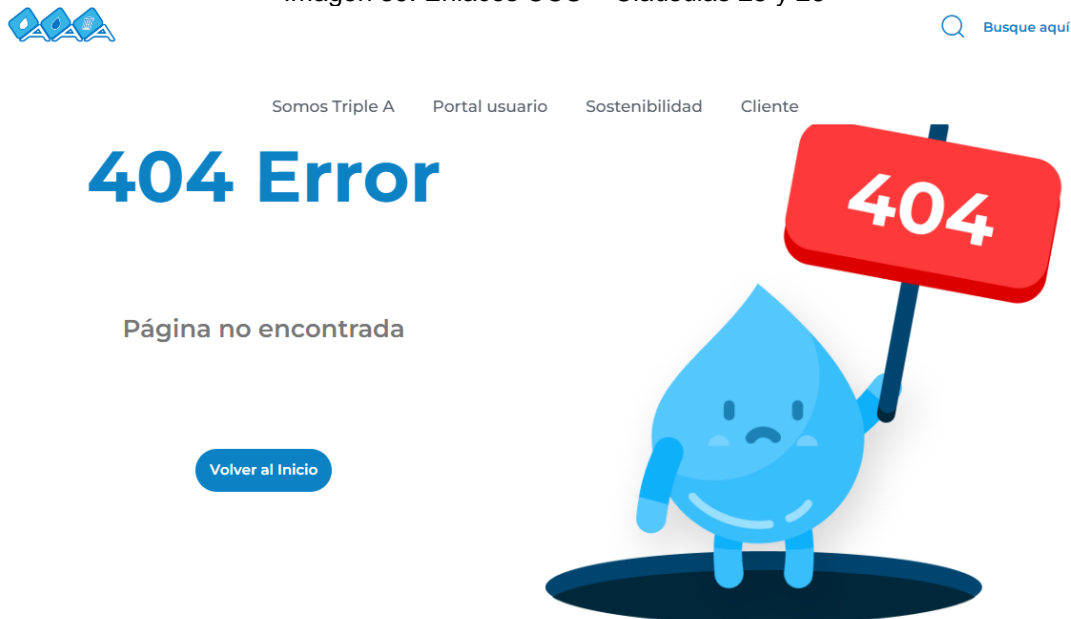 Busque aquí
Somos Triple A Portal usuario Sostenibilidad Cliente
404 Error
404
Página no encontrada
Volver al Inicio